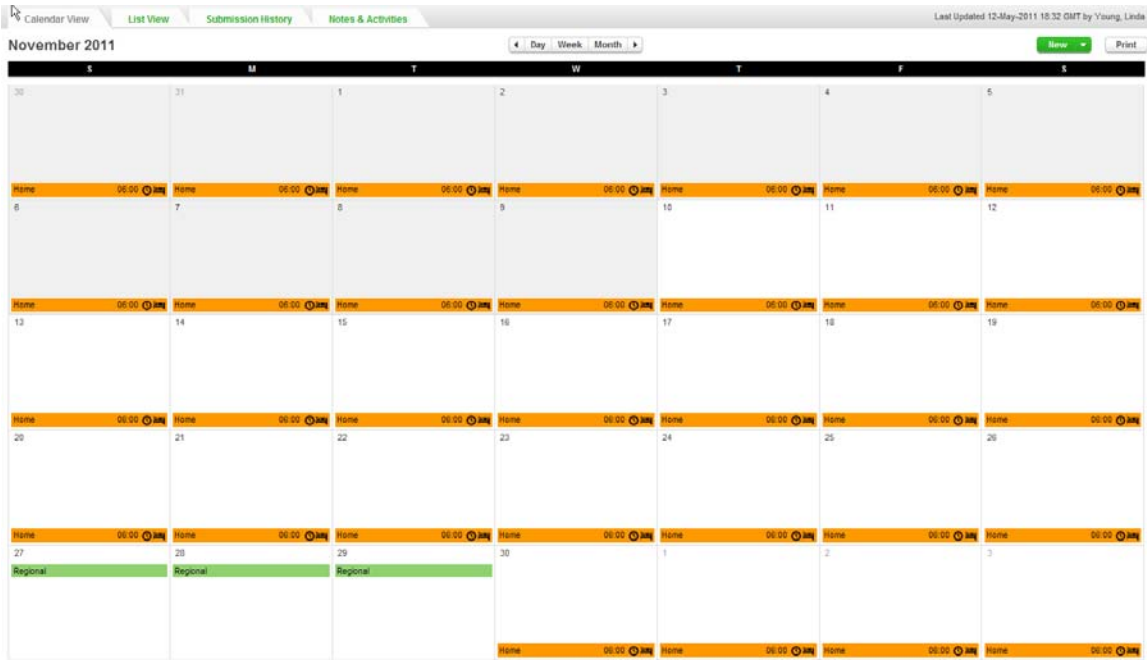 Calendar View List View Submission History Notes & Activities Last Updated 12-May-2011 18:32 GMT by Young, Linda
November 2011 Day Week Month New Print
S M T W T F S
30 31 1 2 3 4 5
Home 06:00 Home 06:00 Home 06:00 Home 06:00 Home 06:00 Home 06:00 Home 06:00
6 7 8 9 10 11 12
Home 06:00 Home 06:00 Home 06:00 Home 06:00 Home 06:00 Home 06:00 Home 06:00
13 14 15 16 17 18 19
Home 06:00 Home 06:00 Home 06:00 Home 06:00 Home 06:00 Home 06:00 Home 06:00
20 21 22 23 24 25 26
Home 06:00 Home 06:00 Home 06:00 Home 06:00 Home 06:00 Home 06:00 Home 06:00
27 28 29 30 1 2 3
Regional Regional Regional
Home 06:00 Home 06:00 Home 06:00 Home 06:00